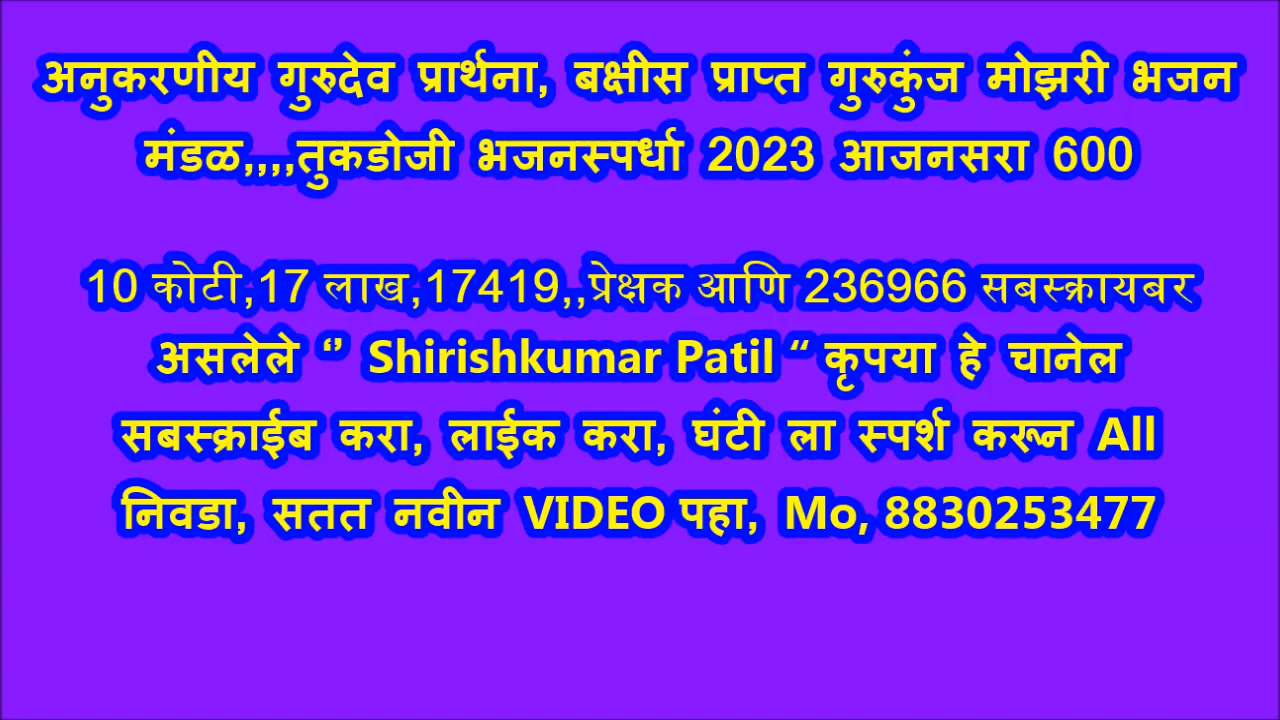 अनुकरणीय गुरुदेव प्रार्थना, बक्षीस प्राप्त गुरुकुंज मोझरी भजन
मंडळ,,,,तुकडोजी भजनस्पर्धा 2023 आजनसरा 600
10 कोटी,17 लाख,17419,,प्रेक्षक आणि 236966 सबस्क्रायबर
असलेले ‘’ Shirishkumar Patil “ कृपया हे चानेल
सबस्क्राईब करा, लाईक करा, घंटी ला स्पर्श करून All
निवडा, सतत नवीन VIDEO पहा, Mo, 8830253477